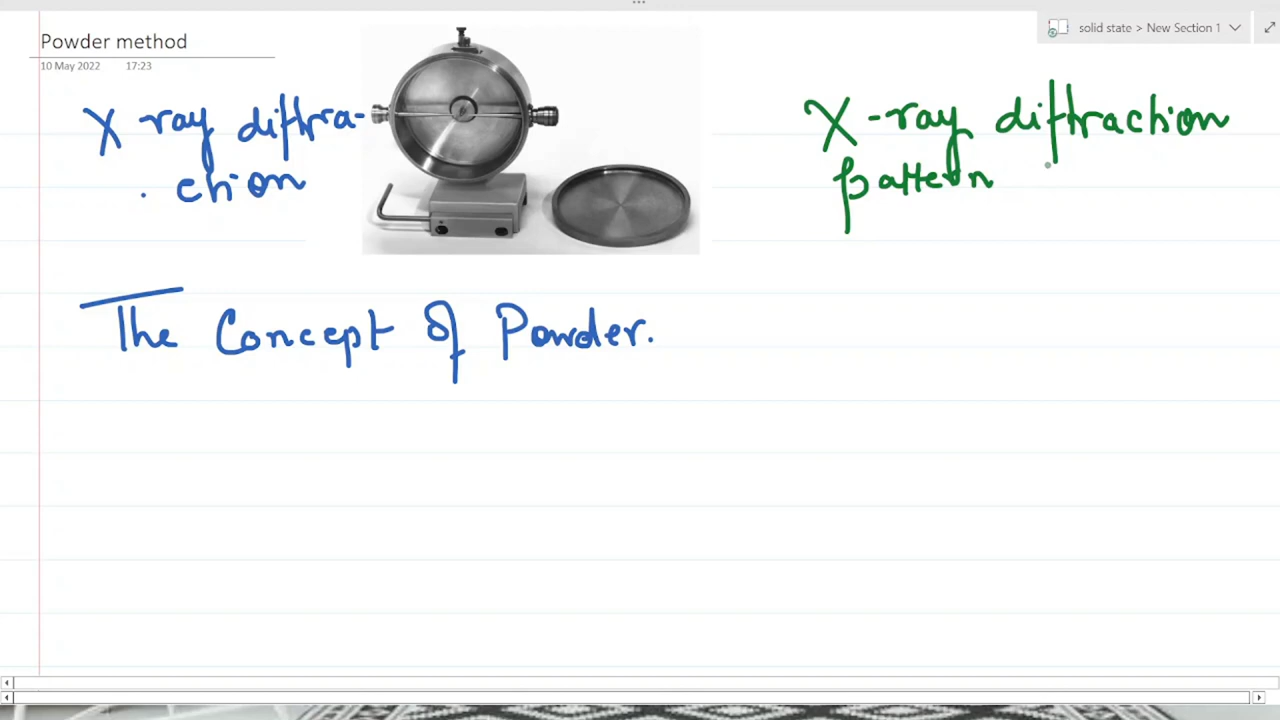 solid state > New Section 1
Powder method
10 May 2022 17:23
X ray diffra-
ction
X-ray diffraction
pattern
The Concept of Powder.